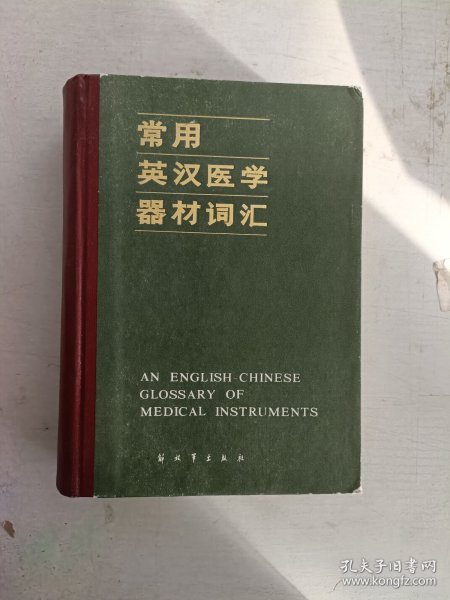 常用
英汉医学
器材词汇
AN ENGLISH-CHINESE
GLOSSARY OF
MEDICAL INSTRUMENTS
解放军出版社
孔夫子旧书网
www.kongfz.com